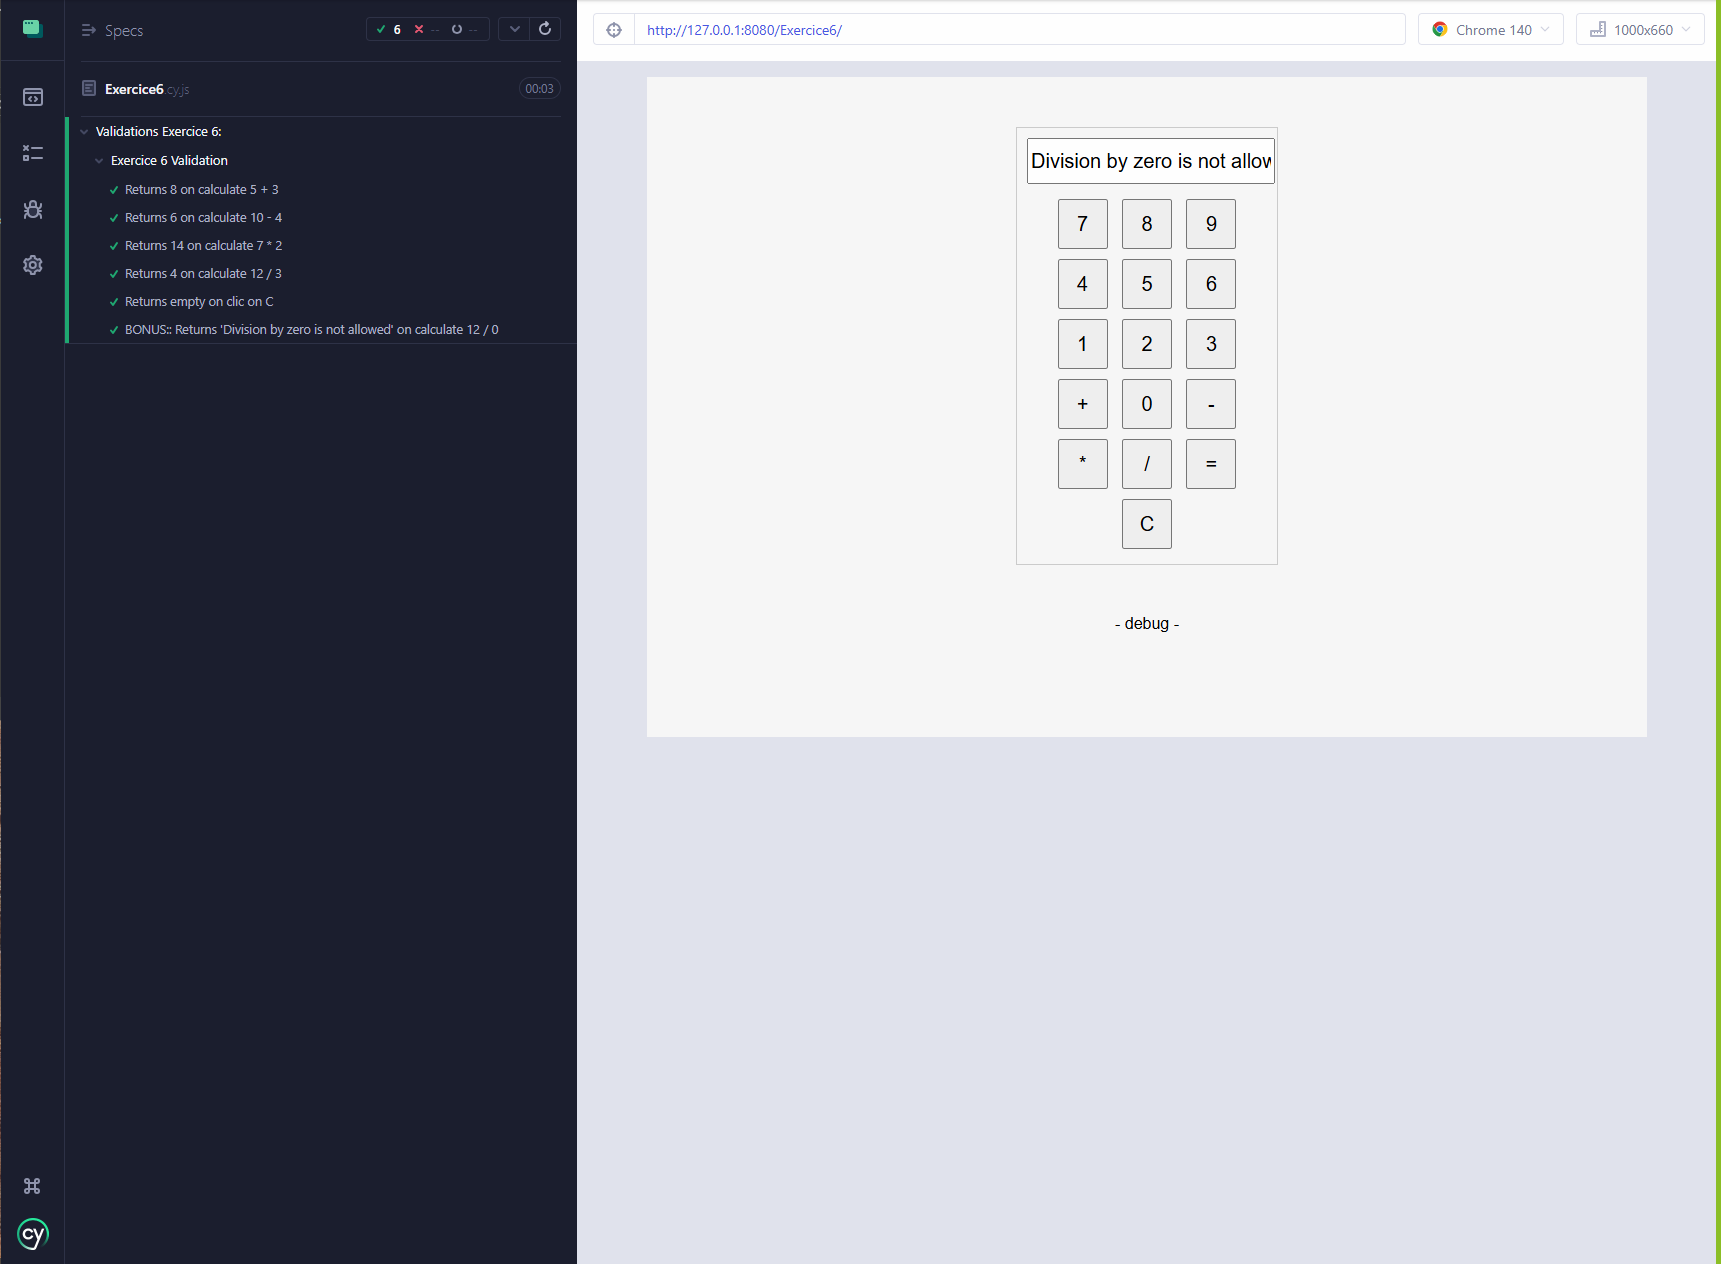 Specs
6 -- --
Exercice6.cy.js
00:03
Validations Exercice 6:
Exercice 6 Validation
Returns 8 on calculate 5 + 3
Returns 6 on calculate 10 - 4
Returns 14 on calculate 7 * 2
Returns 4 on calculate 12 / 3
Returns empty on clic on C
BONUS:: Returns 'Division by zero is not allowed' on calculate 12 / 0
cy
http://127.0.0.1:8080/Exercice6/
Chrome 140
1000x660
Division by zero is not allow
7 8 9
4 5 6
1 2 3
+ 0 -
* / =
C
- debug -